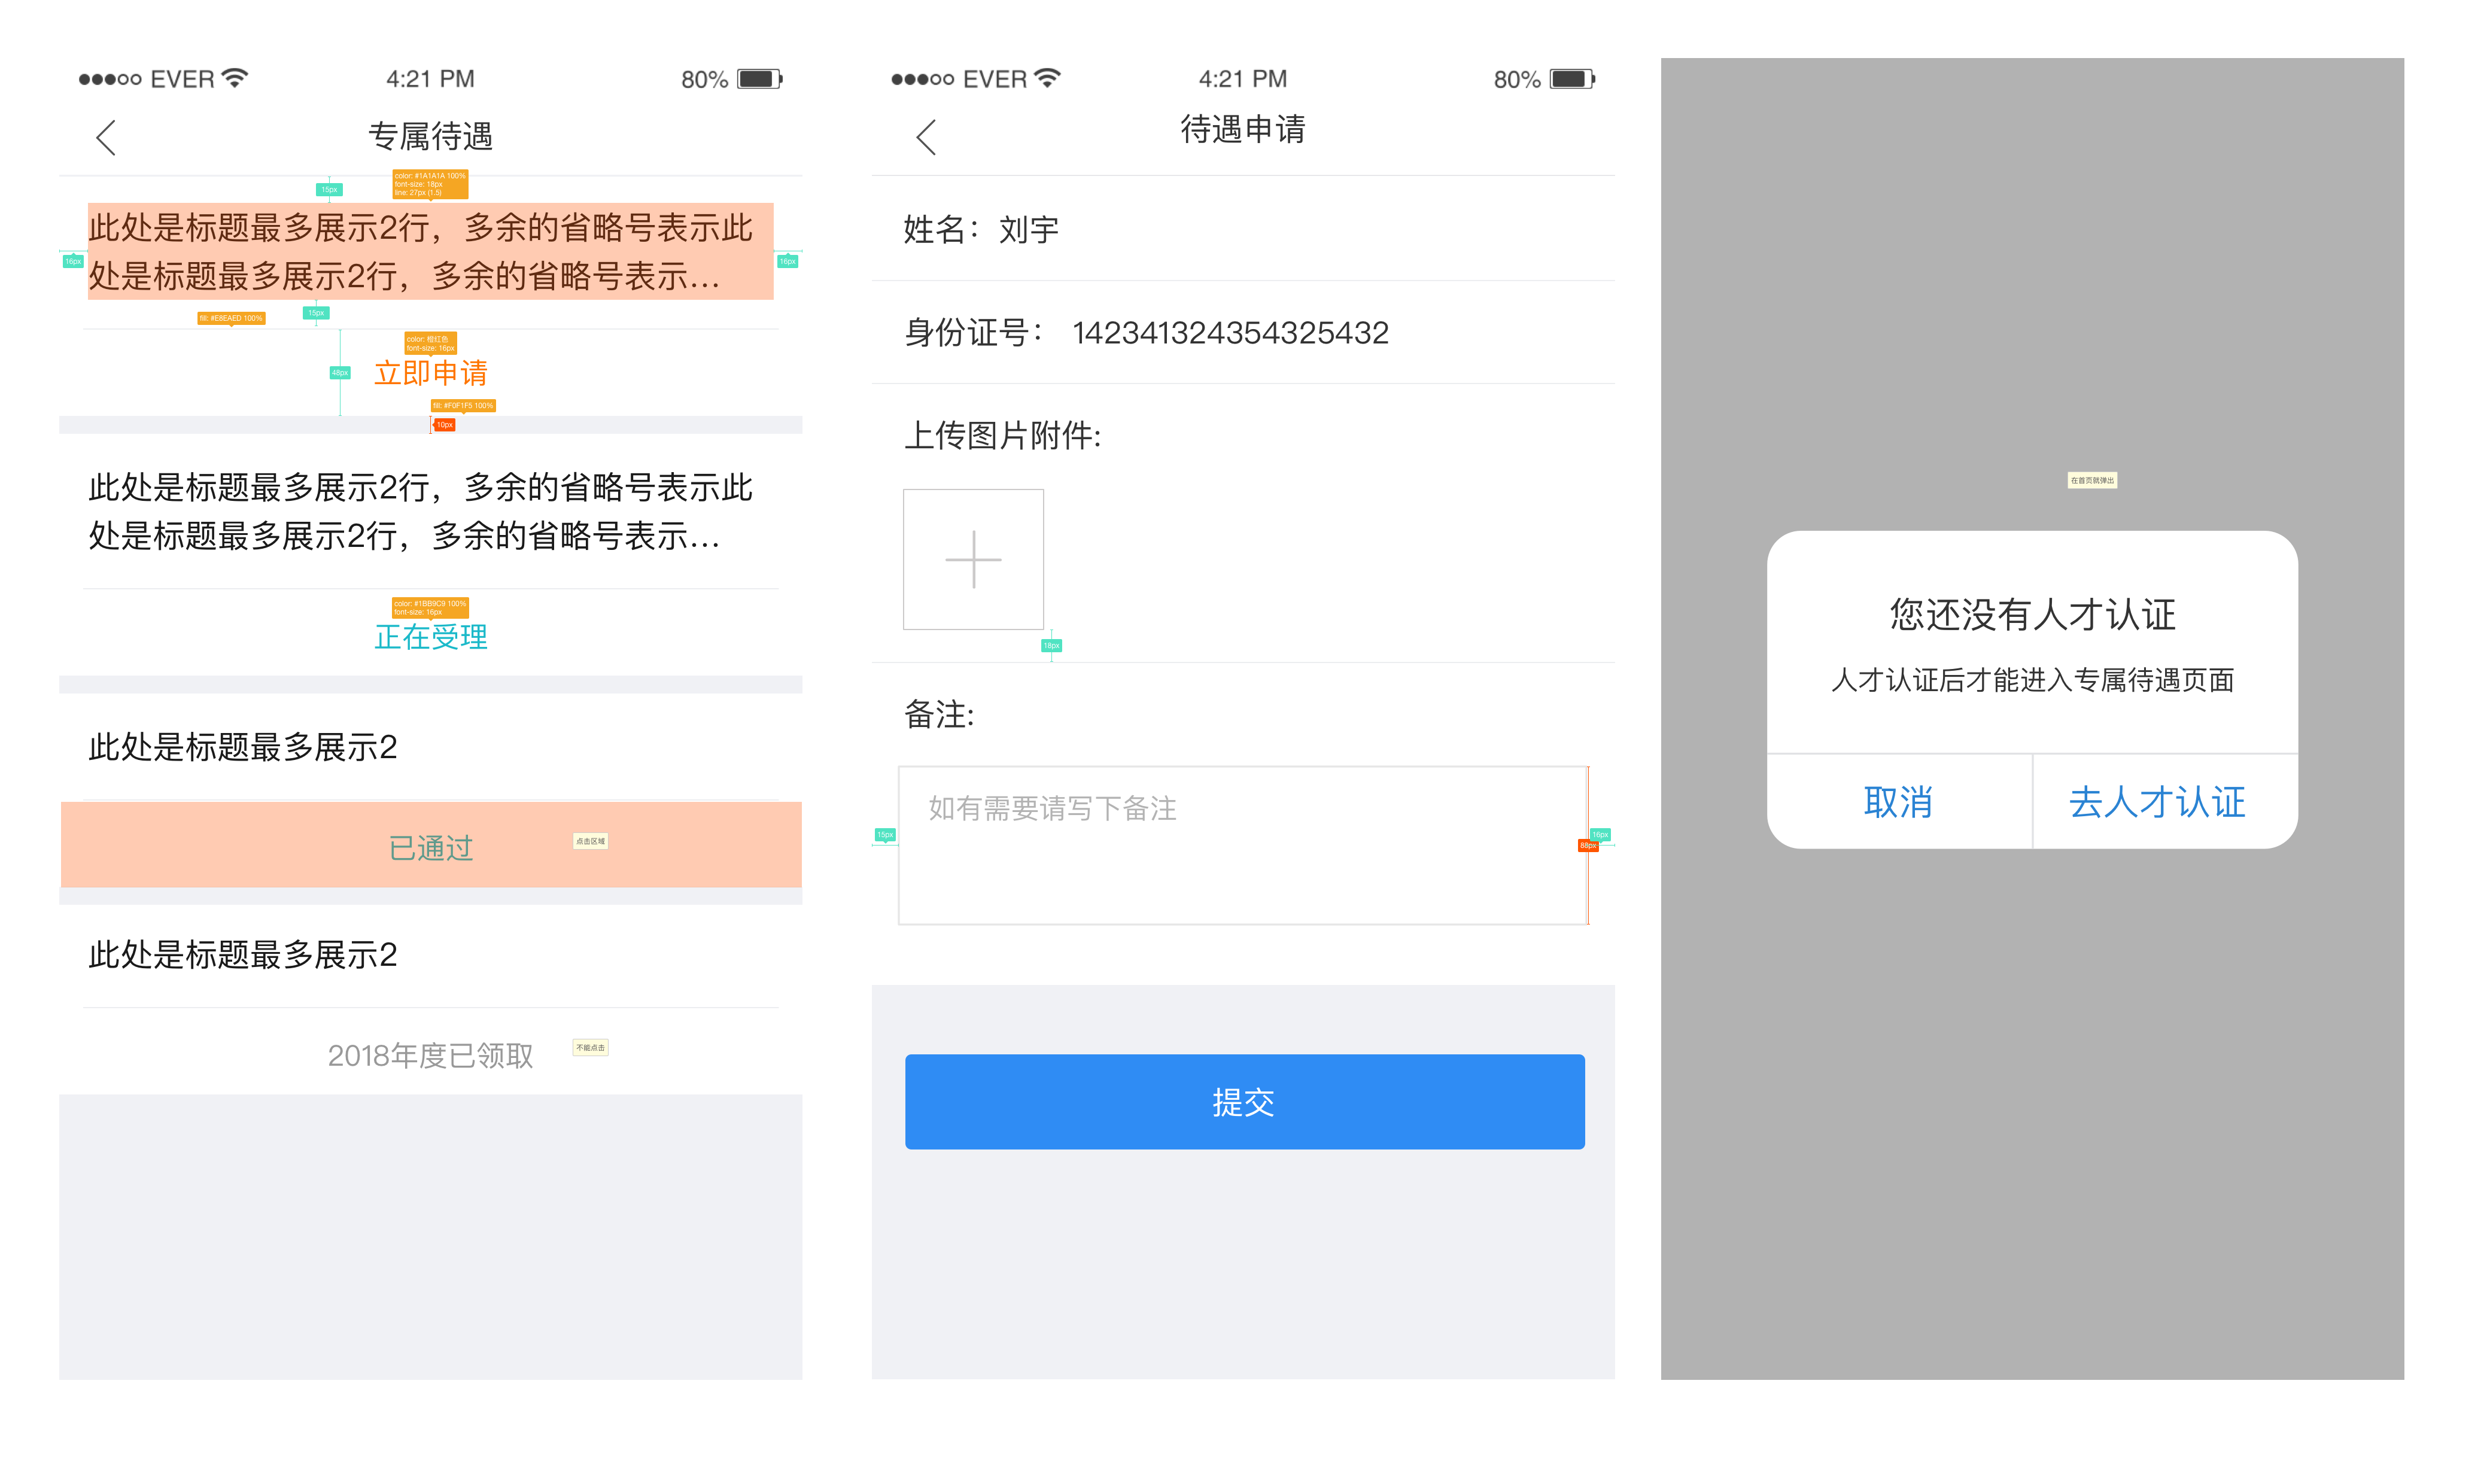 EVER
4:21 PM
80%
专属待遇
color: #1A1A1A 100%
font-size: 18px
line: 27px (1.5)
15px
此处是标题最多展示2行，多余的省略号表示此
处是标题最多展示2行，多余的省略号表示...
16px
16px
15px
fill: #E8EAED 100%
color: 橙红色
font-size: 16px
48px
立即申请
fill: #F0F1F5 100%
10px
此处是标题最多展示2行，多余的省略号表示此
处是标题最多展示2行，多余的省略号表示...
color: #1BB9C9 100%
font-size: 16px
正在受理
此处是标题最多展示2
已通过
点击区域
此处是标题最多展示2
2018年度已领取
不能点击
EVER
4:21 PM
80%
待遇申请
姓名：刘宇
身份证号： 142341324354325432
上传图片附件:
18px
备注:
如有需要请写下备注
15px
16px
88px
提交
在首页就弹出
您还没有人才认证
人才认证后才能进入专属待遇页面
取消
去人才认证